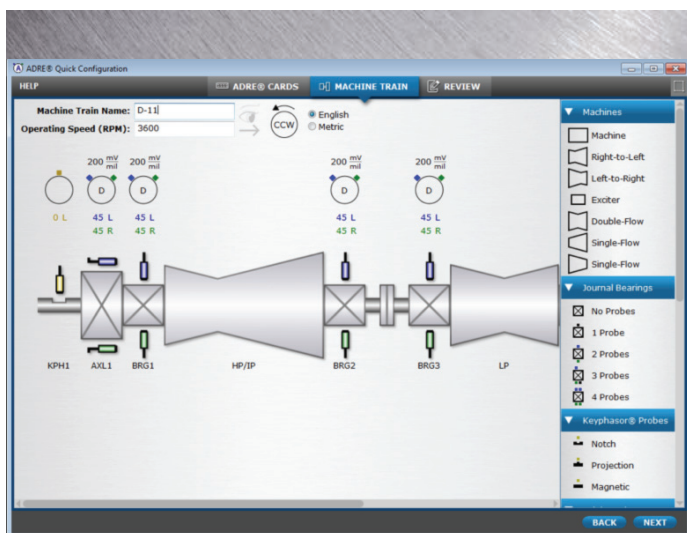 ADRE® Quick Configuration
HELP
ADRE® CARDS
MACHINE TRAIN
REVIEW
Machine Train Name: D-11
Operating Speed (RPM): 3600
CCW
English
Metric
200 mV/mil 200 mV/mil 200 mV/mil 200 mV/mil
D D D D
0 L 45 L 45 L 45 L 45 L
45 R 45 R 45 R 45 R
KPH1 AXL1 BRG1 HP/IP BRG2 BRG3 LP
Machines
Machine
Right-to-Left
Left-to-Right
Exciter
Double-Flow
Single-Flow
Single-Flow
Journal Bearings
No Probes
1 Probe
2 Probes
3 Probes
4 Probes
Keyphasor® Probes
Notch
Projection
Magnetic
BACK NEXT